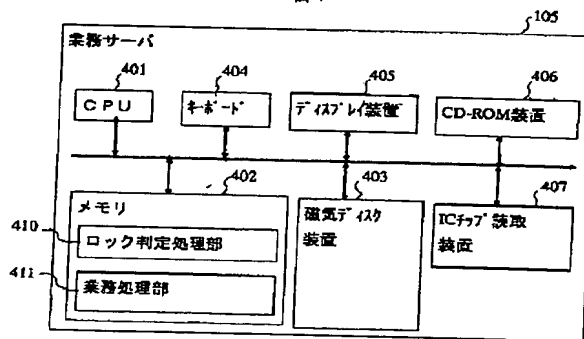 105
業務サーバ
401
404
405
406
CPU
キーボード
ディスプレイ装置
CD-ROM装置
402
403
407
メモリ
410
ロック判定処理部
411
業務処理部
磁気ディスク
装置
ICチップ読取
装置